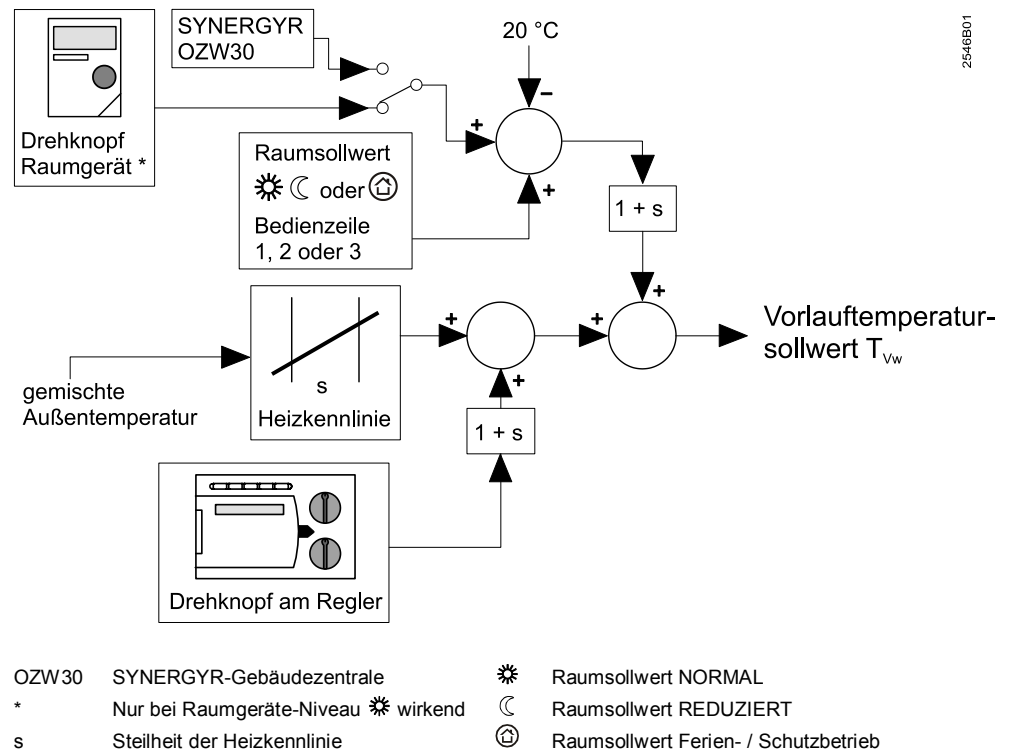 2546B01
SYNERGYR
OZW30
20 °C
Drehknopf
Raumgerät *
Raumsollwert
oder
Bedienzeile
1, 2 oder 3
−
+
+
1 + s
+
+
+
+
s
Heizkennlinie
gemischte
Außentemperatur
1 + s
Vorlauftemperatur-
sollwert TVw
Drehknopf am Regler
OZW30 SYNERGYR-Gebäudezentrale
* Nur bei Raumgeräte-Niveau ☼ wirkend
s Steilheit der Heizkennlinie
☼ Raumsollwert NORMAL
☾ Raumsollwert REDUZIERT
Raumsollwert Ferien- / Schutzbetrieb